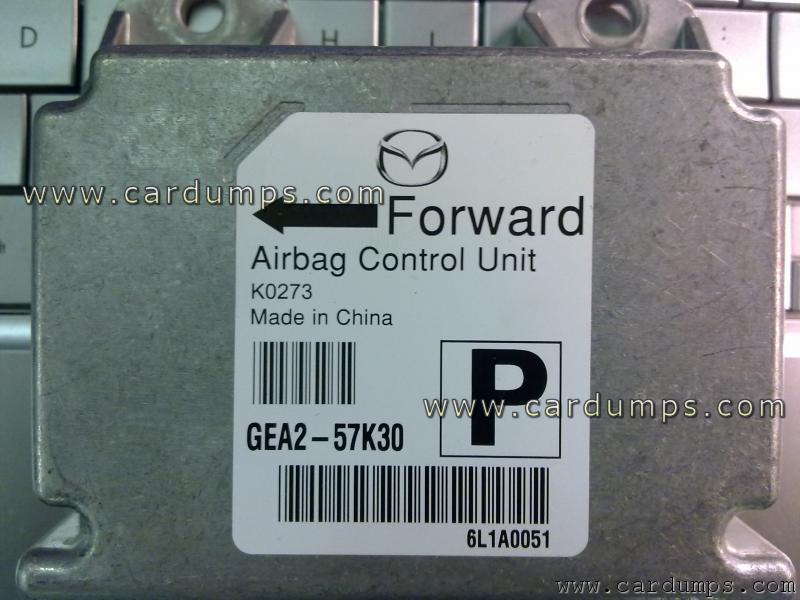 D
H
J
www.cardumps.com
Forward
Airbag Control Unit
K0273
Made in China
P
www.cardumps.com
GEA2-57K30
6L1A0051
www.cardumps.com